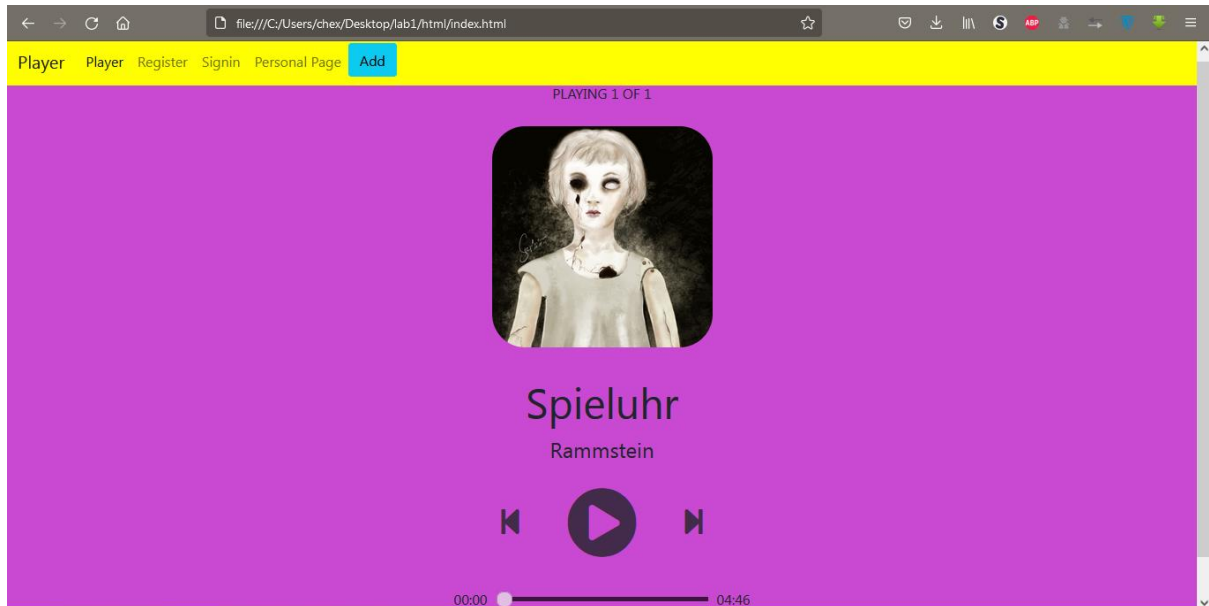 file:///C:/Users/chex/Desktop/lab1/html/index.html
ABP
Player Player Register Signin Personal Page Add
PLAYING 1 OF 1
Spieluhr
Rammstein
00:00 04:46